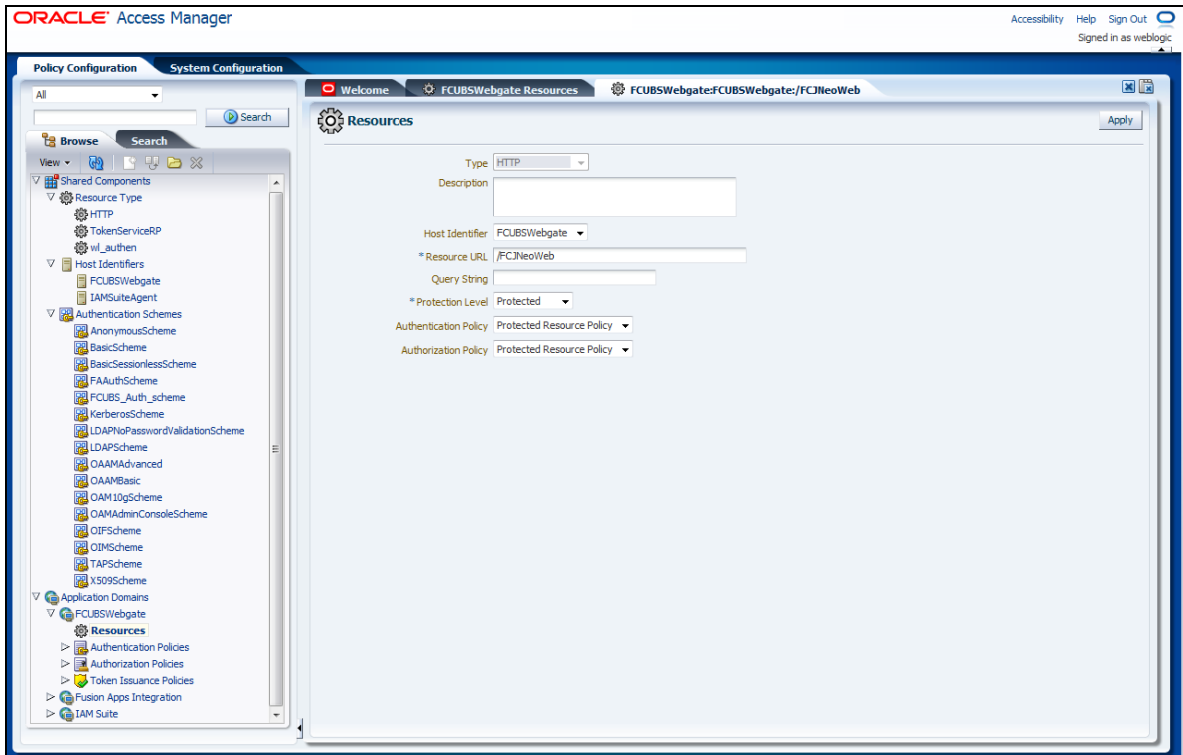 ORACLE Access Manager
Accessibility Help Sign Out
Signed in as weblogic
Policy Configuration System Configuration
All
Search
Browse Search
View
Shared Components
Resource Type
HTTP
TokenServiceRP
wl_authen
Host Identifiers
FCUBSWebgate
IAMSuiteAgent
Authentication Schemes
AnonymousScheme
BasicScheme
BasicSessionlessScheme
FAAuthScheme
FCUBS_Auth_scheme
KerberosScheme
LDAPNoPasswordValidationScheme
LDAPScheme
OAAMAdvanced
OAAMBasic
OAM10gScheme
OAMAdminConsoleScheme
OIFScheme
OIMScheme
TAPScheme
X509Scheme
Application Domains
FCUBSWebgate
Resources
Authentication Policies
Authorization Policies
Token Issuance Policies
Fusion Apps Integration
IAM Suite
Welcome FCUBSWebgate Resources FCUBSWebgate:FCUBSWebgate:/FCJNeoWeb
Resources Apply
Type HTTP
Description
Host Identifier FCUBSWebgate
* Resource URL /FCJNeoWeb
Query String
* Protection Level Protected
Authentication Policy Protected Resource Policy
Authorization Policy Protected Resource Policy